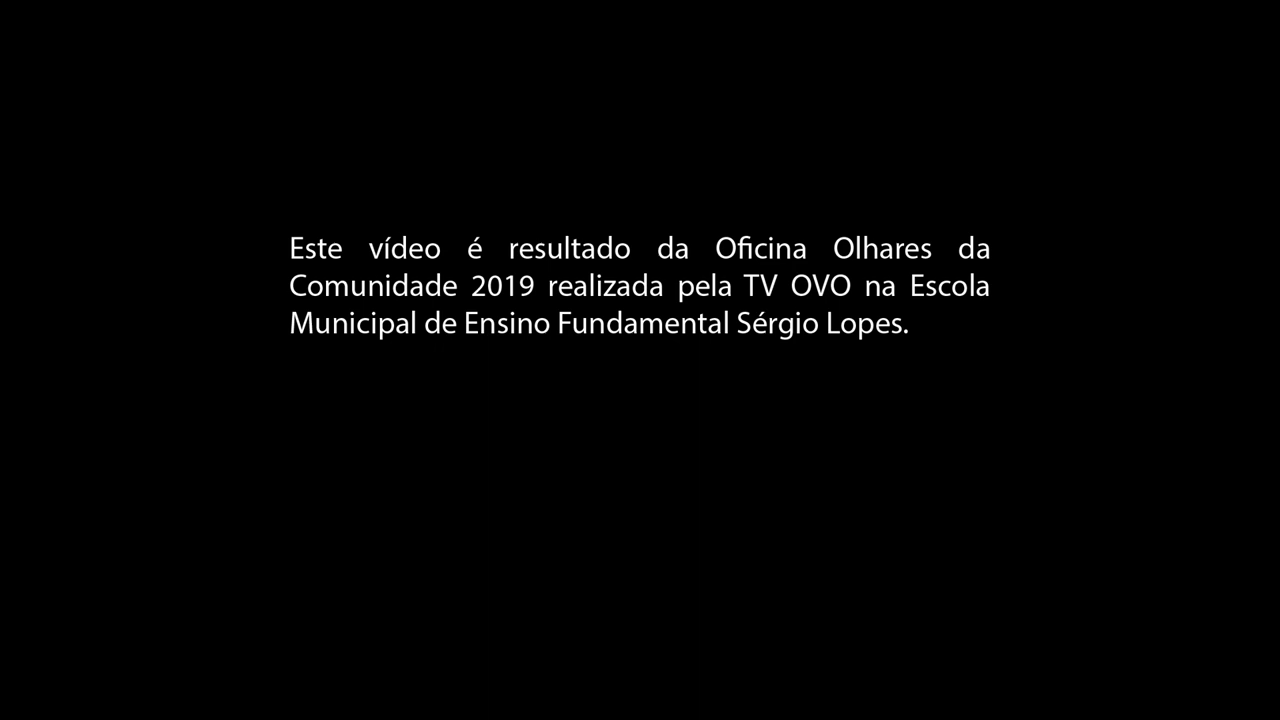 Este vídeo é resultado da Oficina Olhares da
Comunidade 2019 realizada pela TV OVO na Escola
Municipal de Ensino Fundamental Sérgio Lopes.